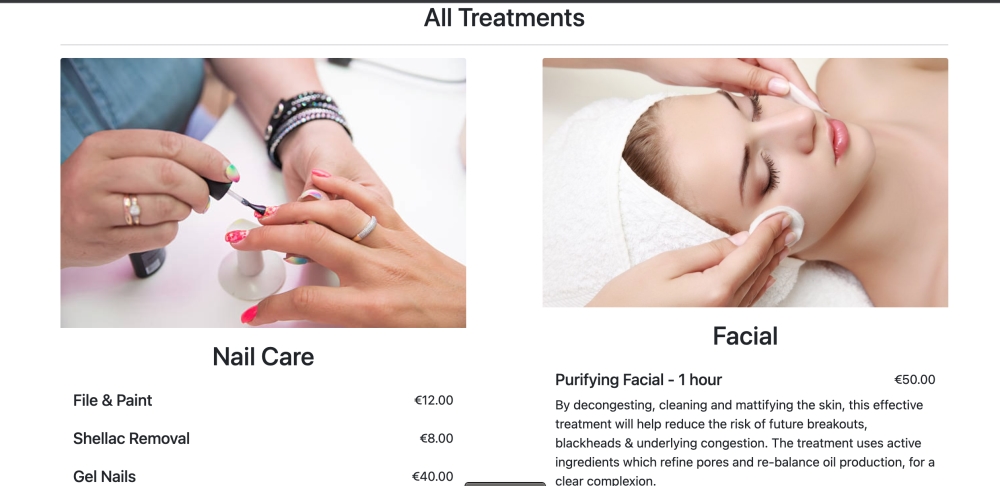 All Treatments
Nail Care
File & Paint €12.00
Shellac Removal €8.00
Gel Nails €40.00
Facial
Purifying Facial - 1 hour €50.00
By decongesting, cleaning and mattifying the skin, this effective
treatment will help reduce the risk of future breakouts,
blackheads & underlying congestion. The treatment uses active
ingredients which refine pores and re-balance oil production, for a
clear complexion.